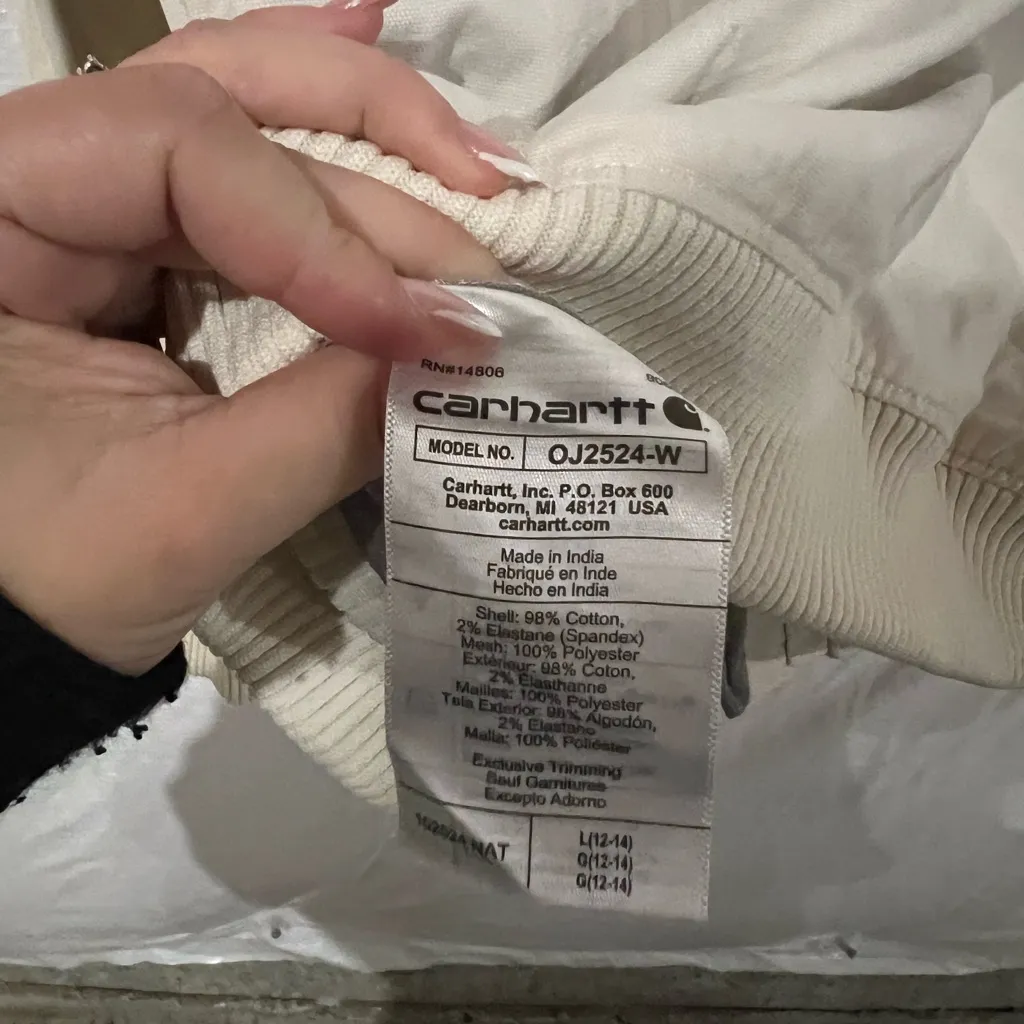 RN#14806
carhartt
MODEL NO. OJ2524-W
Carhartt, Inc. P.O. Box 600
Dearborn, MI 48121 USA
carhartt.com
Made in India
Fabriqué en Inde
Hecho en India
Shell: 98% Cotton,
2% Elastane (Spandex)
Mesh: 100% Polyester
Extérieur: 98% Coton,
2% Élasthanne
Mailles: 100% Polyester
Tela Exterior: 98% Algodón,
2% Elastano
Malla: 100% Poliéster
Exclusive Trimming
Sauf Garnitures
Excepto Adorno
NAT
L(12-14)
G(12-14)
G(12-14)